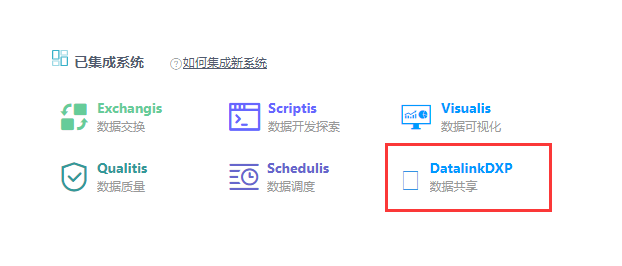 已集成系统 ?如何集成新系统
Exchangis Scriptis Visualis
数据交换 数据开发探索 数据可视化
Qualitis Schedulis DatalinkDXP
数据质量 数据调度 数据共享